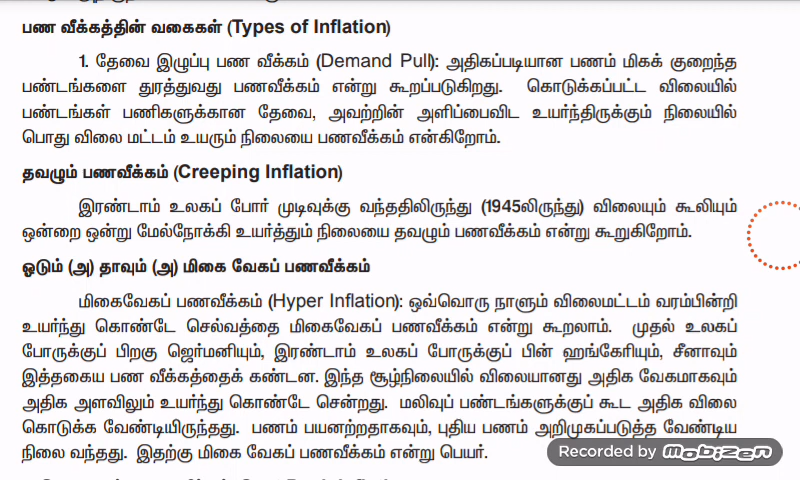 பண வீக்கத்தின் வகைகள் (Types of Inflation)
1. தேவை இழுப்பு பண வீக்கம் (Demand Pull): அதிகப்படியான பணம் மிகக் குறைந்த
பண்டங்களை துரத்துவது பணவீக்கம் என்று கூறப்படுகிறது. கொடுக்கப்பட்ட விலையில்
பண்டங்கள் பணிகளுக்கான தேவை, அவற்றின் அளிப்பைவிட உயர்ந்திருக்கும் நிலையில்
பொது விலை மட்டம் உயரும் நிலையை பணவீக்கம் என்கிறோம்.
தவழும் பணவீக்கம் (Creeping Inflation)
இரண்டாம் உலகப் போர் முடிவுக்கு வந்ததிலிருந்து (1945லிருந்து) விலையும் கூலியும்
ஒன்றை ஒன்று மேல்நோக்கி உயர்த்தும் நிலையை தவழும் பணவீக்கம் என்று கூறுகிறோம்.
ஓடும் (அ) தாவும் (அ) மிகை வேகப் பணவீக்கம்
மிகைவேகப் பணவீக்கம் (Hyper Inflation): ஒவ்வொரு நாளும் விலைமட்டம் வரம்பின்றி
உயர்ந்து கொண்டே செல்வத்தை மிகைவேகப் பணவீக்கம் என்று கூறலாம். முதல் உலகப்
போருக்குப் பிறகு ஜெர்மனியும், இரண்டாம் உலகப் போருக்குப் பின் ஹங்கேரியும், சீனாவும்
இத்தகைய பண வீக்கத்தைக் கண்டன. இந்த சூழ்நிலையில் விலையானது அதிக வேகமாகவும்
அதிக அளவிலும் உயர்ந்து கொண்டே சென்றது. மலிவுப் பண்டங்களுக்குப் கூட அதிக விலை
கொடுக்க வேண்டியிருந்தது. பணம் பயனற்றதாகவும், புதிய பணம் அறிமுகப்படுத்த வேண்டிய
நிலை வந்தது. இதற்கு மிகை வேகப் பணவீக்கம் என்று பெயர்.
Recorded by Mobizen